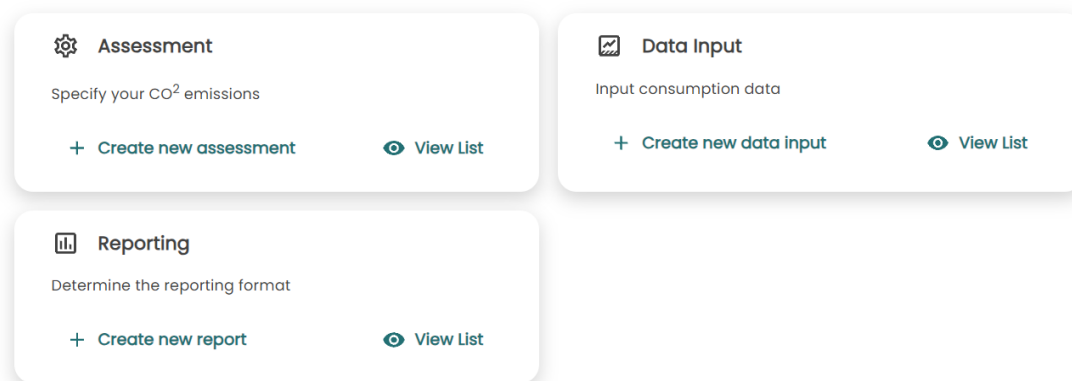 Assessment
Specify your CO² emissions
+ Create new assessment
View List
Data Input
Input consumption data
+ Create new data input
View List
Reporting
Determine the reporting format
+ Create new report
View List